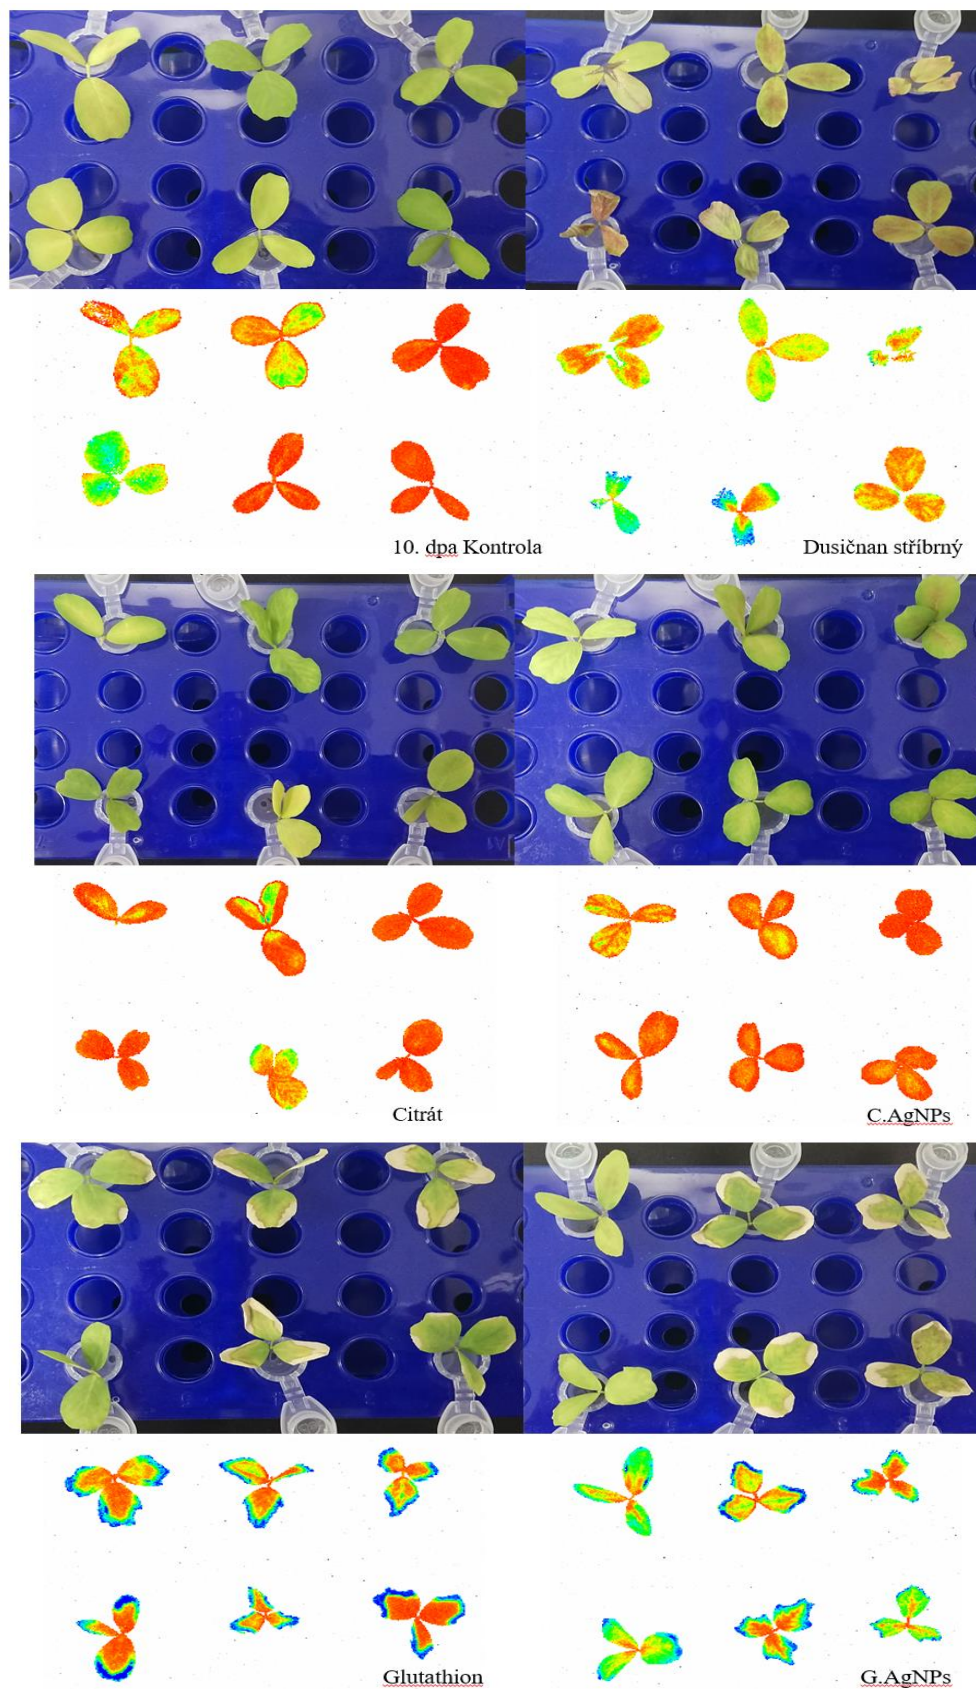 10. dpa Kontrola
Dusičnan stříbrný
Citrát
C.AgNPs
Glutathion
G.AgNPs